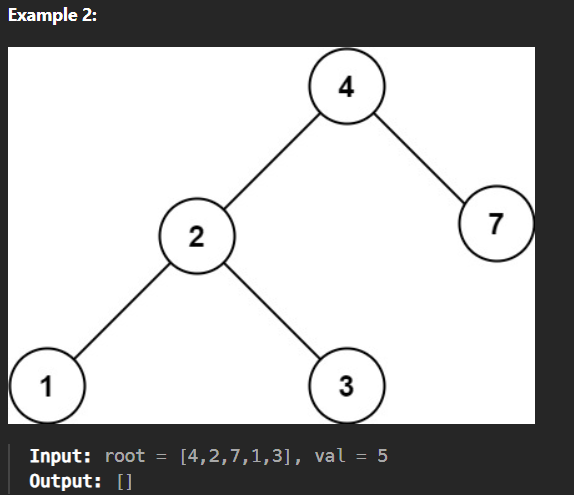 Example 2:
4
2
7
1
3
Input: root = [4,2,7,1,3], val = 5
Output: []